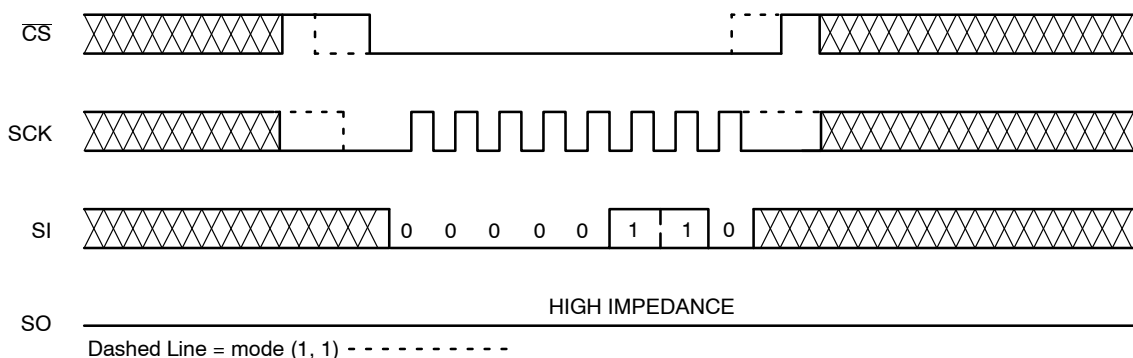 CS
SCK
SI
0 0 0 0 0 1 1 0
HIGH IMPEDANCE
SO
Dashed Line = mode (1, 1)